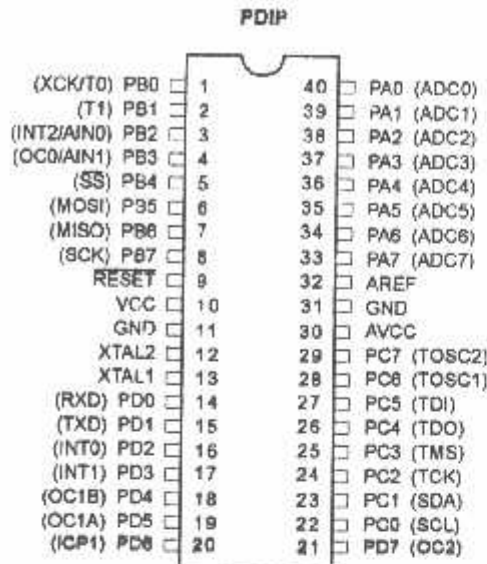 PDIP
(XCK/T0) PB0 1 40 PA0 (ADC0)
(T1) PB1 2 39 PA1 (ADC1)
(INT2/AIN0) PB2 3 38 PA2 (ADC2)
(OC0/AIN1) PB3 4 37 PA3 (ADC3)
(SS) PB4 5 36 PA4 (ADC4)
(MOSI) PB5 6 35 PA5 (ADC5)
(MISO) PB6 7 34 PA6 (ADC6)
(SCK) PB7 8 33 PA7 (ADC7)
RESET 9 32 AREF
VCC 10 31 GND
GND 11 30 AVCC
XTAL2 12 29 PC7 (TOSC2)
XTAL1 13 28 PC6 (TOSC1)
(RXD) PD0 14 27 PC5 (TDI)
(TXD) PD1 15 26 PC4 (TDO)
(INT0) PD2 16 25 PC3 (TMS)
(INT1) PD3 17 24 PC2 (TCK)
(OC1B) PD4 18 23 PC1 (SDA)
(OC1A) PD5 19 22 PC0 (SCL)
(ICP1) PD6 20 21 PD7 (OC2)